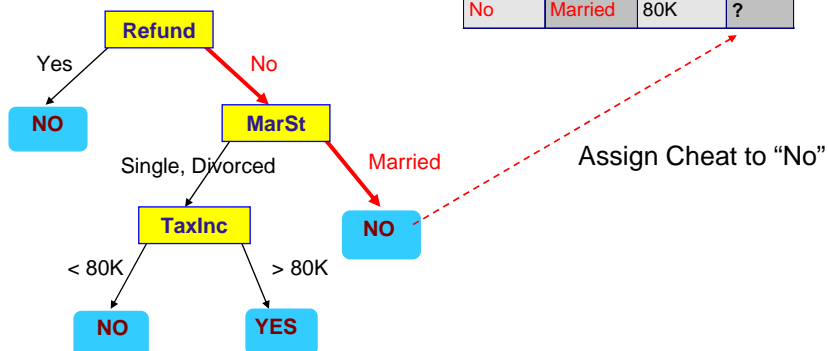 No Married 80K ?
Refund
Yes No
NO MarSt
Single, Divorced Married
Assign Cheat to “No”
TaxInc NO
< 80K > 80K
NO YES